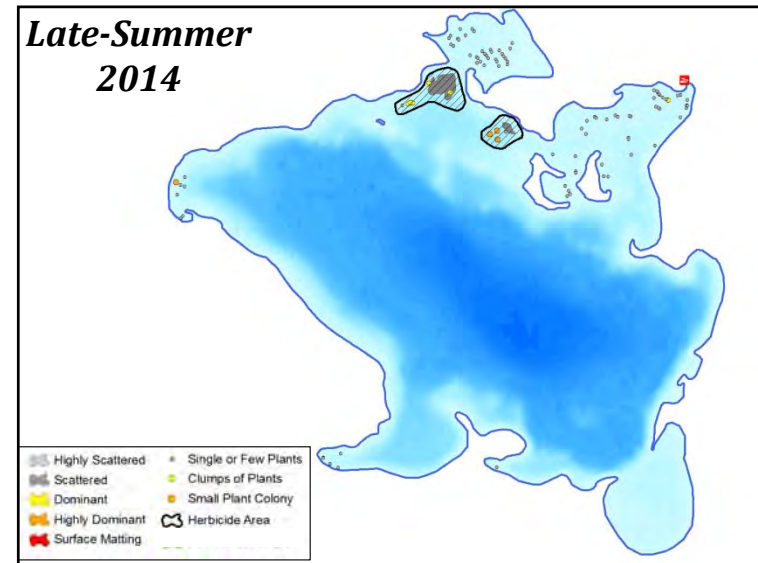 Late-Summer
2014
Highly Scattered
Scattered
Dominant
Highly Dominant
Surface Matting
Single or Few Plants
Clumps of Plants
Small Plant Colony
Herbicide Area